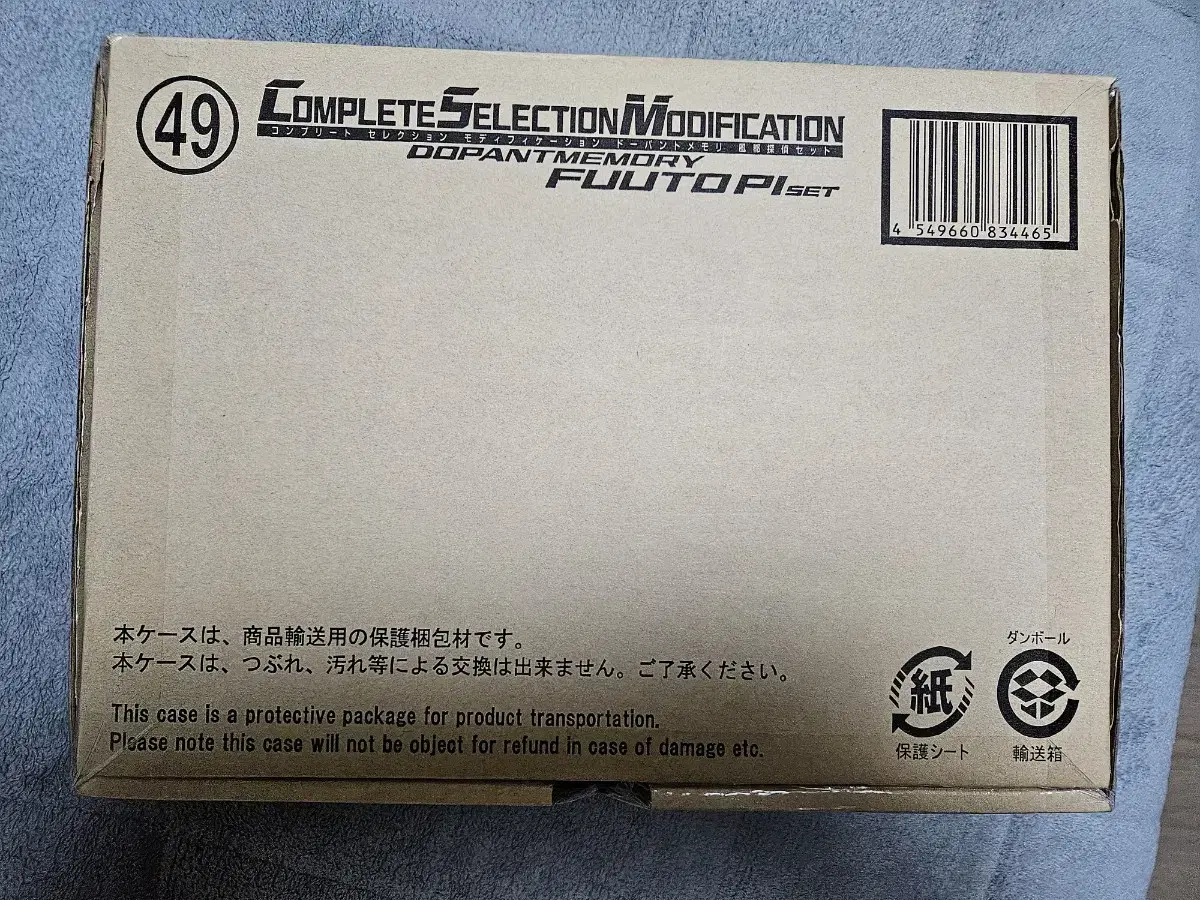 49
COMPLETE SELECTION MODIFICATION
コンプリート セレクション モディフィケーション ドーパントメモリ 風都探偵セット
DOPANTMEMORY
FUUTO PI SET
4 549660 834465
本ケースは、商品輸送用の保護梱包材です。
本ケースは、つぶれ、汚れ等による交換は出来ません。ご了承ください。
This case is a protective package for product transportation.
Please note this case will not be object for refund in case of damage etc.
紙
保護シート
ダンボール
輸送箱